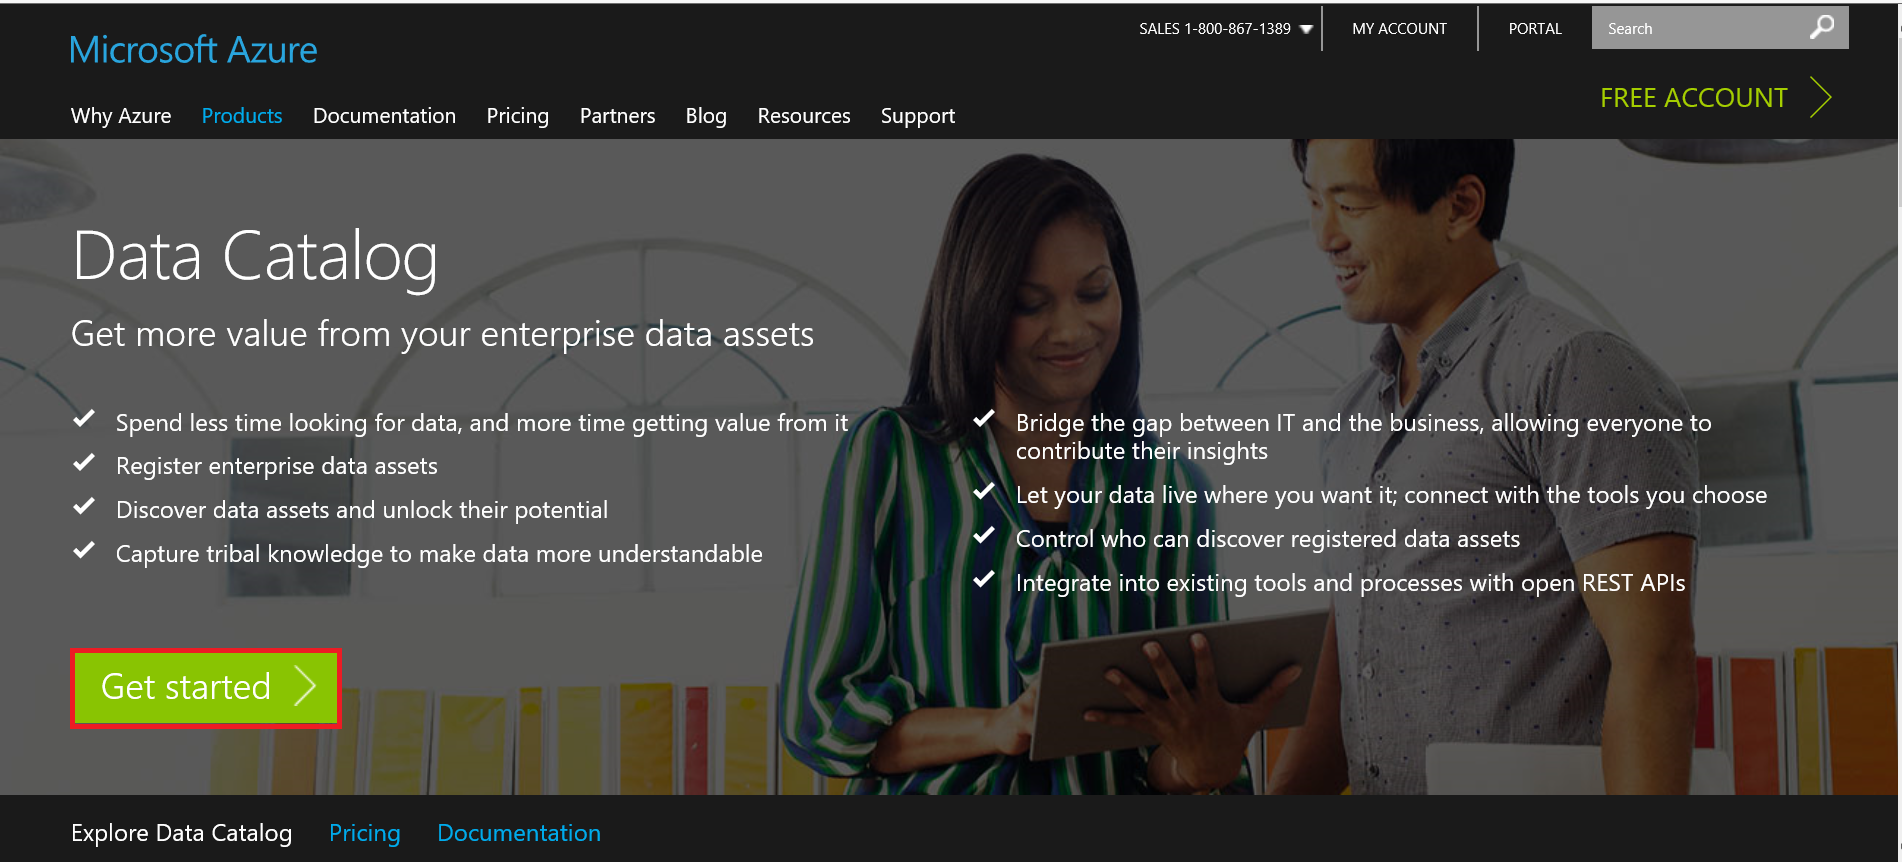 SALES 1-800-867-1389
MY ACCOUNT
PORTAL
Search
Microsoft Azure
FREE ACCOUNT
Why Azure Products Documentation Pricing Partners Blog Resources Support
Data Catalog
Get more value from your enterprise data assets
Spend less time looking for data, and more time getting value from it
Register enterprise data assets
Discover data assets and unlock their potential
Capture tribal knowledge to make data more understandable
Bridge the gap between IT and the business, allowing everyone to
contribute their insights
Let your data live where you want it; connect with the tools you choose
Control who can discover registered data assets
Integrate into existing tools and processes with open REST APIs
Get started
Explore Data Catalog Pricing Documentation